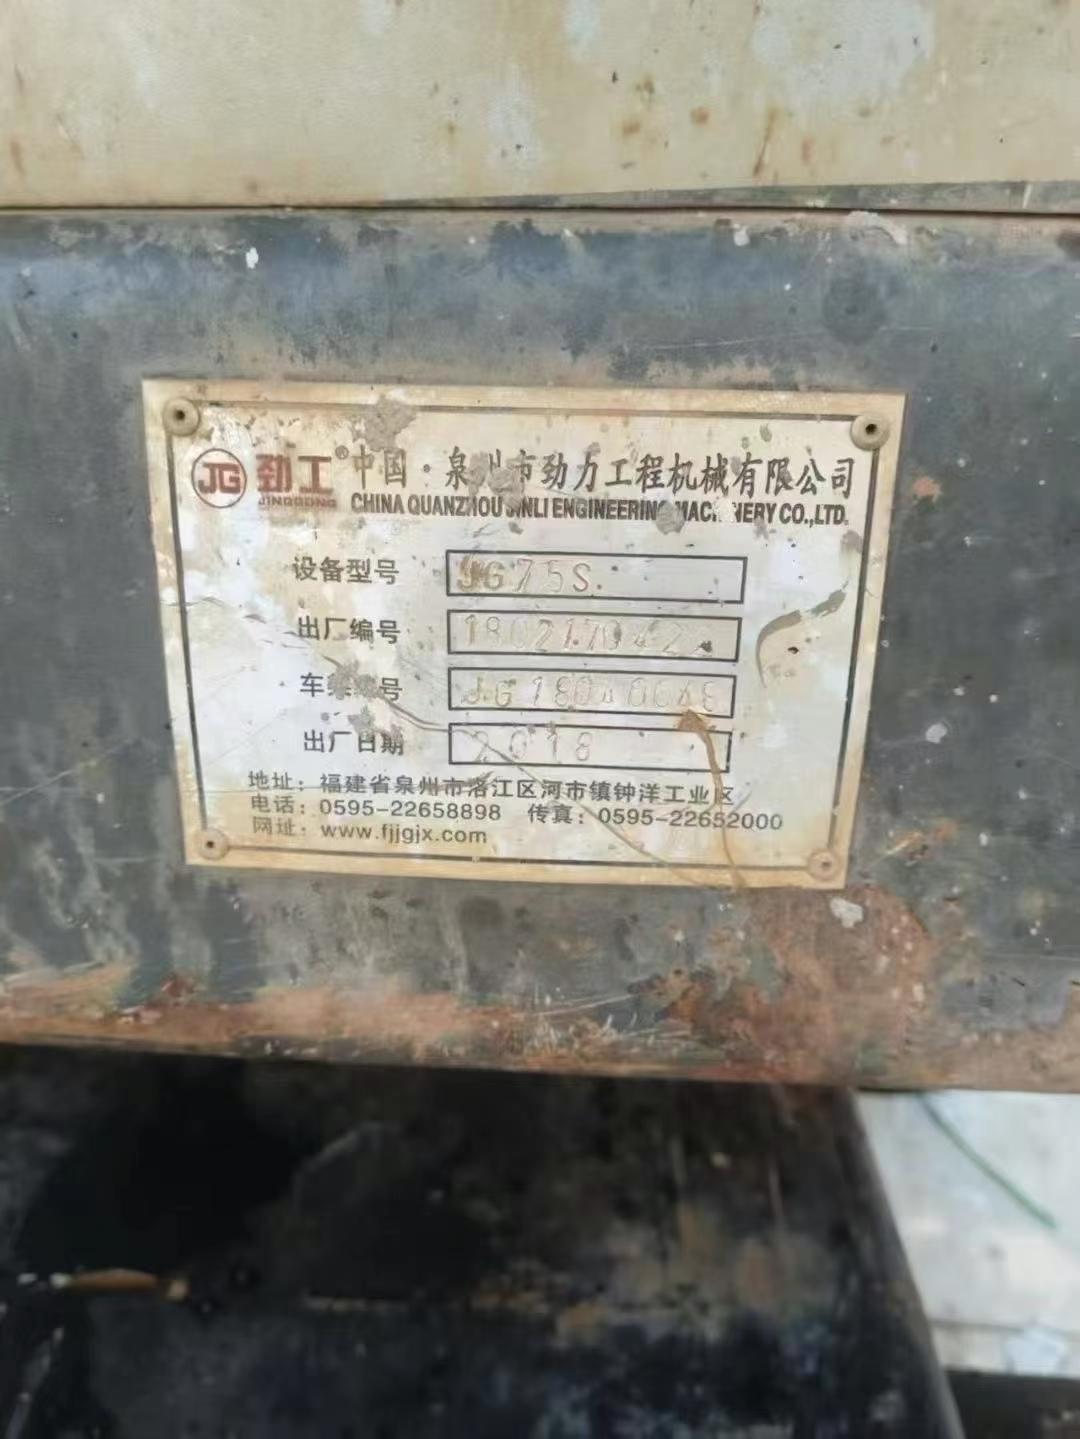 JG 劲工® 中国·泉州市劲力工程机械有限公司
JINGGONG CHINA QUANZHOU JINLI ENGINEERING MACHINERY CO.,LTD.
设备型号 JG75S
出厂编号
车架编号
出厂日期 2018
地址：福建省泉州市洛江区河市镇钟洋工业区
电话：0595-22658898 传真：0595-22652000
网址：www.fjjgjx.com